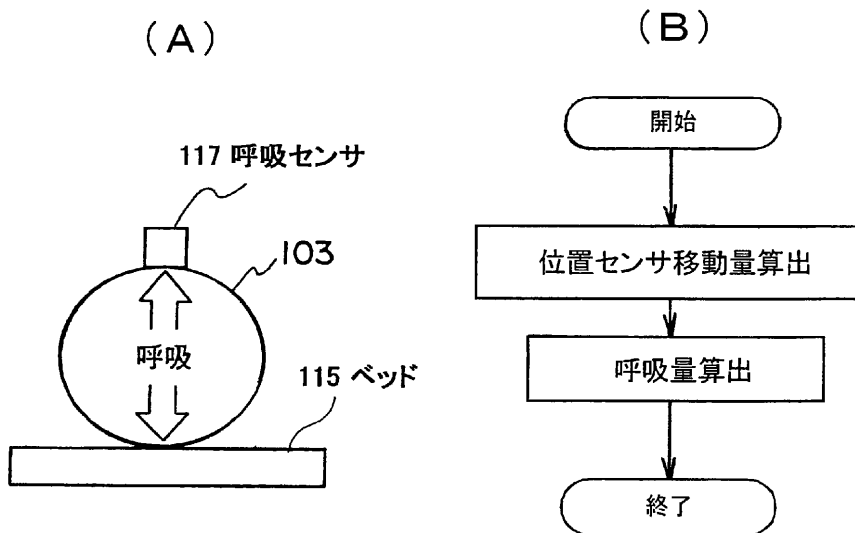 (A)
117 呼吸センサ
103
呼吸
115 ベッド
(B)
開始
位置センサ移動量算出
呼吸量算出
終了